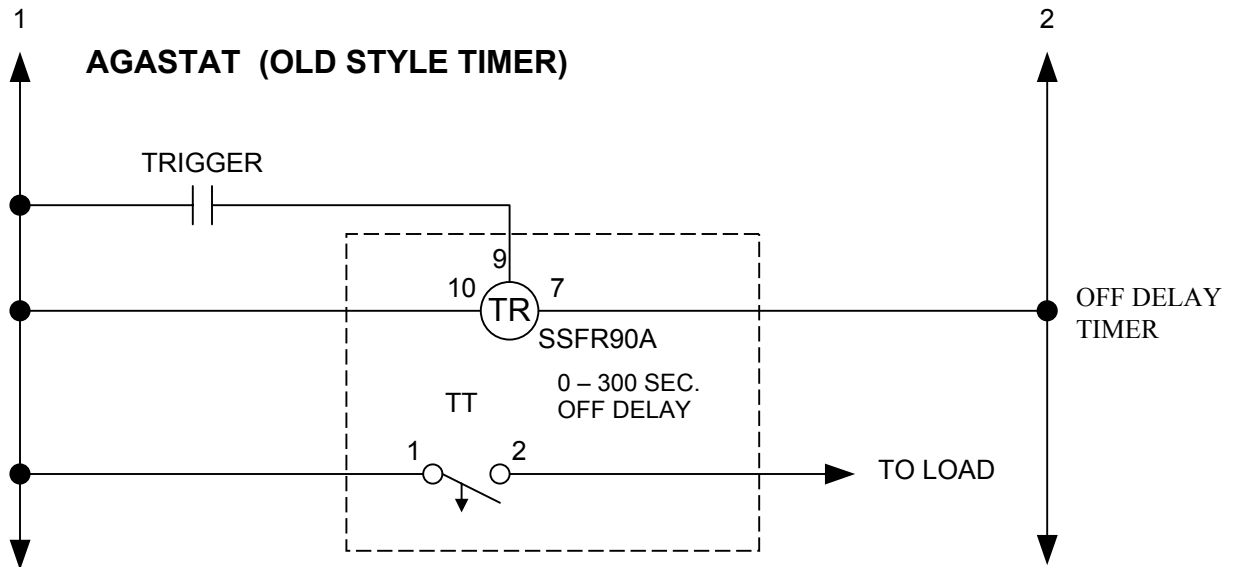 1
2
AGASTAT (OLD STYLE TIMER)
TRIGGER
9
10
7
TR
SSFR90A
OFF DELAY
TIMER
0 – 300 SEC.
OFF DELAY
TT
1
2
TO LOAD